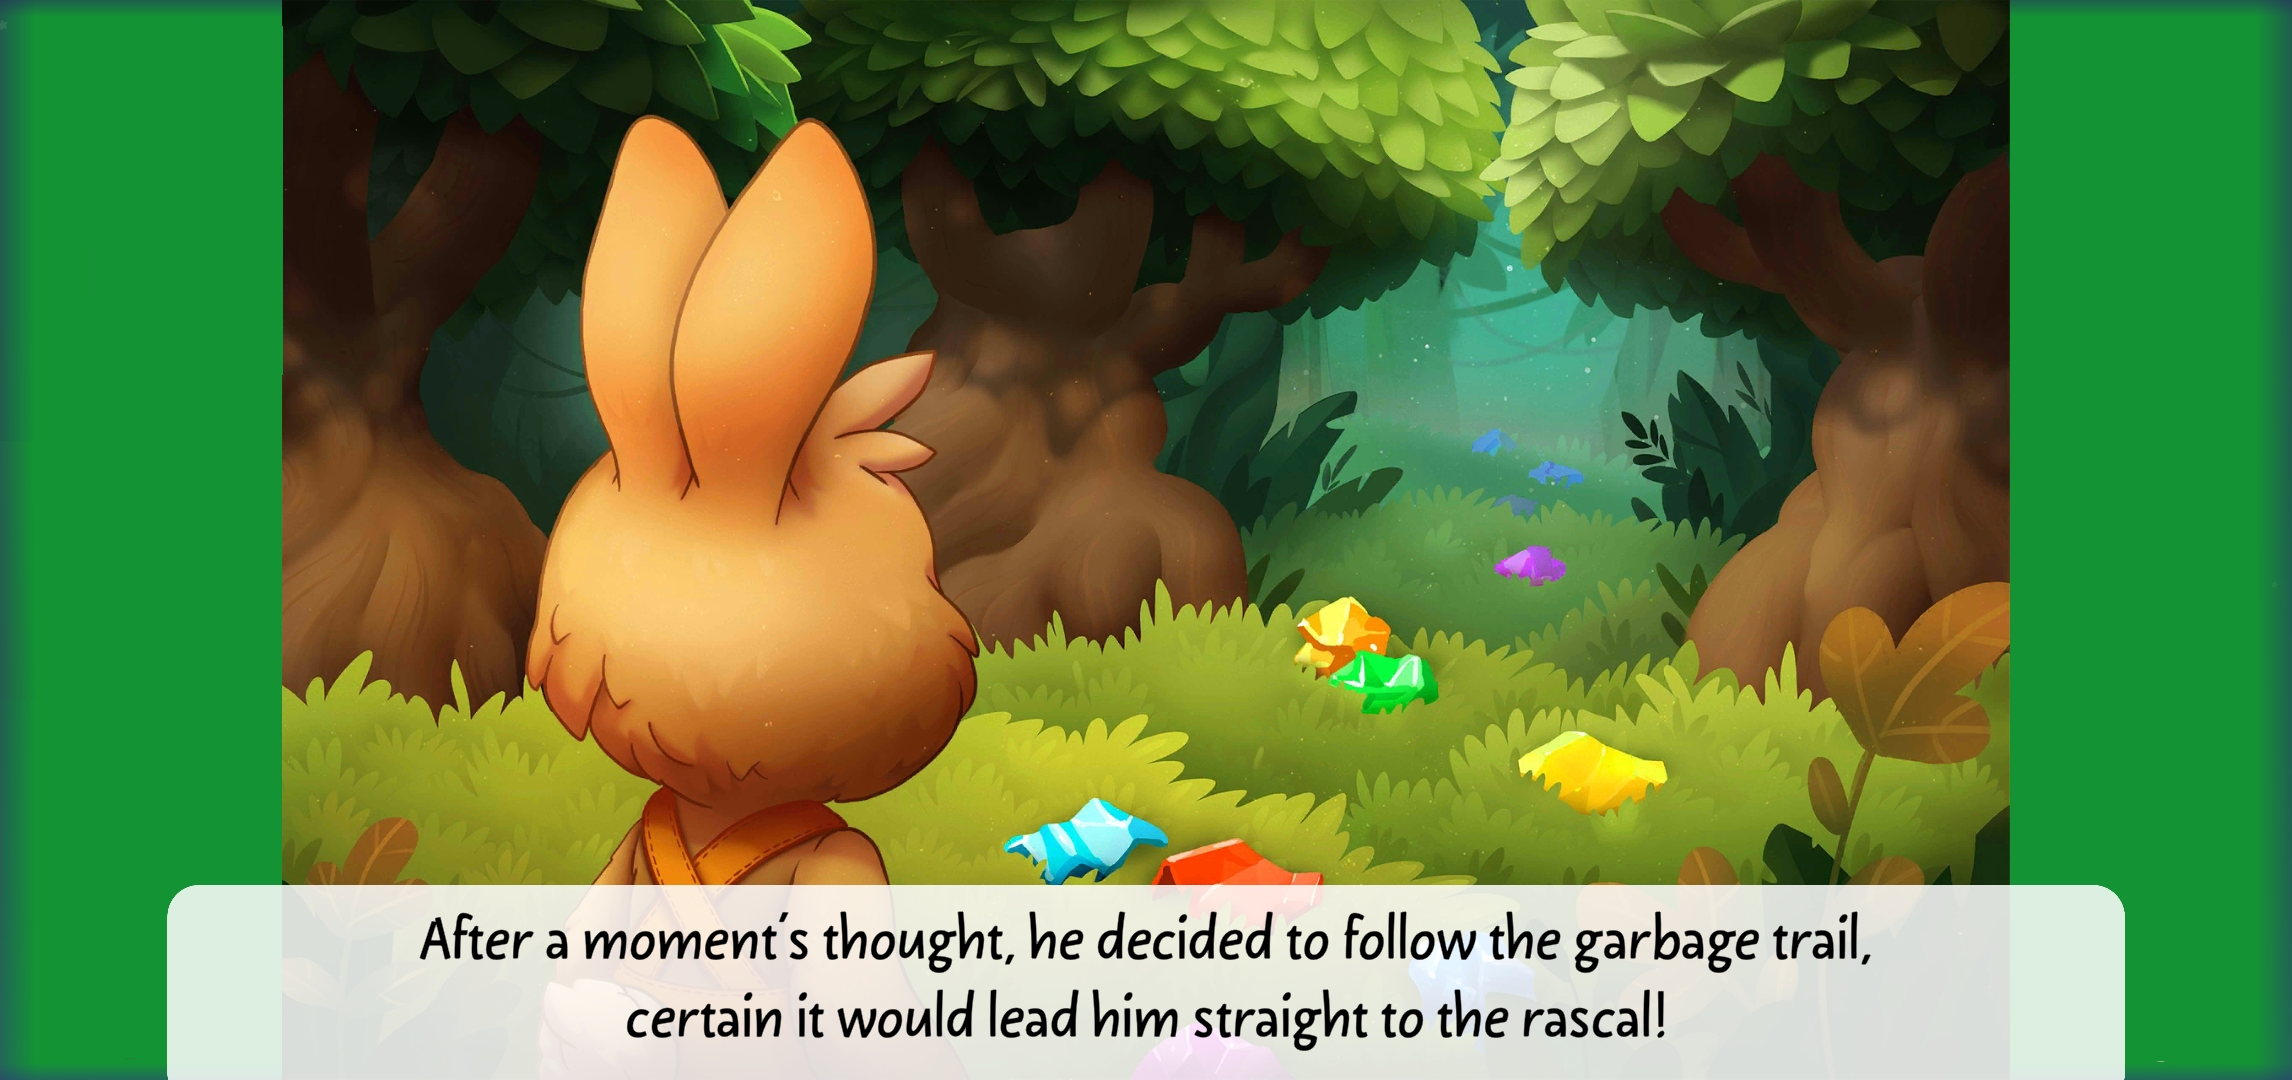 After a moment's thought, he decided to follow the garbage trail,
certain it would lead him straight to the rascal!